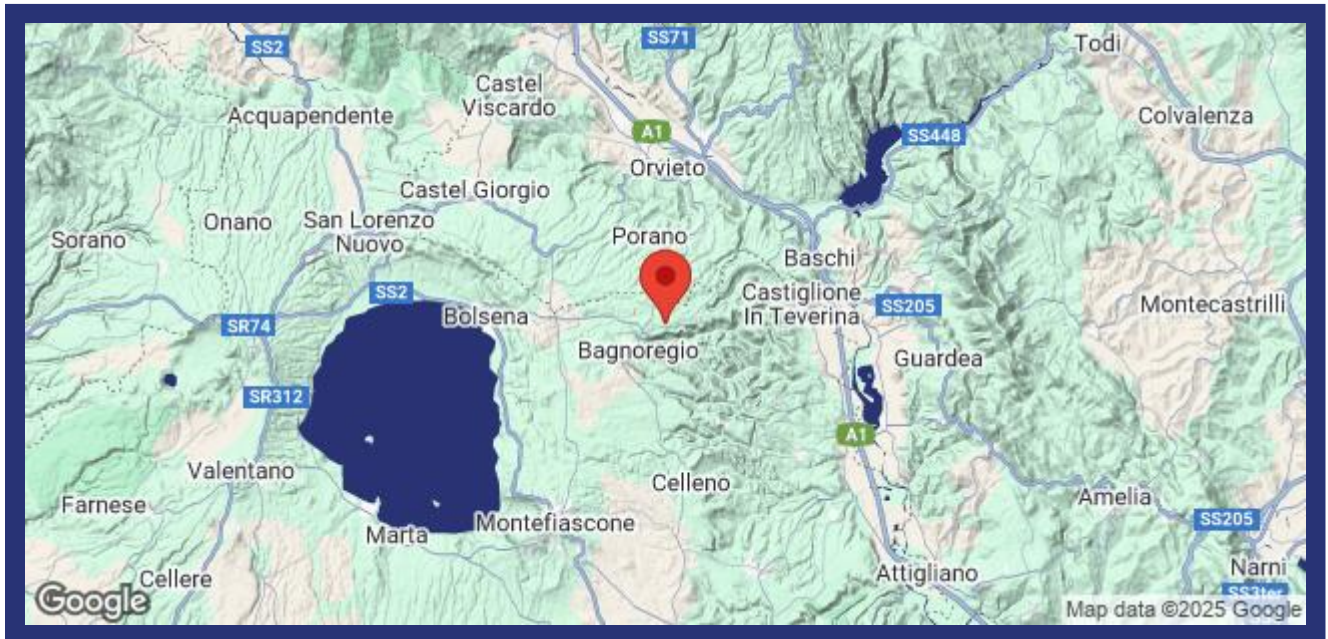 SS2
SS71
Todi
Castel
Viscardo
Acquapendente
Colvalenza
A1
SS448
Orvieto
Castel Giorgio
Onano
San Lorenzo
Nuovo
Sorano
Porano
Baschi
SS2
Castiglione
In Teverina
SS205
Montecastrilli
SR74
Bolsena
Bagnoregio
Guardea
SR312
A1
Valentano
Celleno
Farnese
Amelia
Marta
Montefiascone
SS205
Cellere
Attigliano
Narni
SS3ter
Google
Map data ©2025 Google